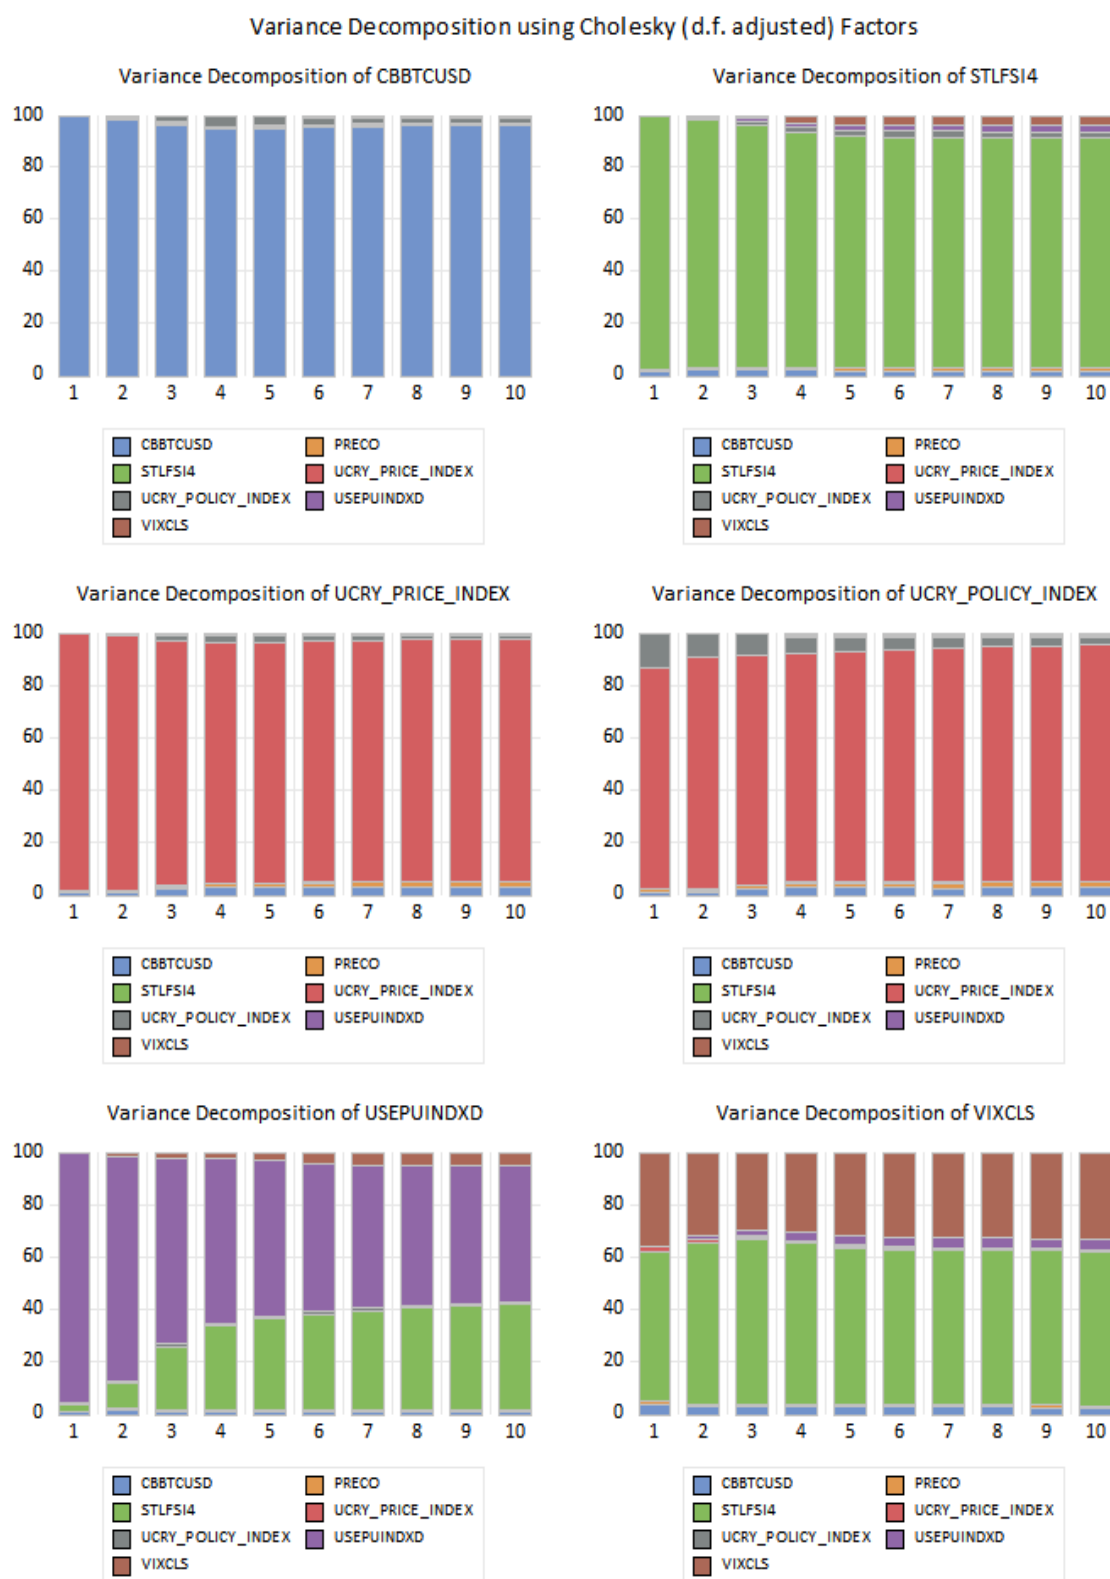 Variance Decomposition using Cholesky (d.f. adjusted) Factors
Variance Decomposition of CBBTCUSD
100
80
60
40
20
0
1 2 3 4 5 6 7 8 9 10
CBBTCUSD PRECO
STLFSI4 UCRY_PRICE_INDEX
UCRY_POLICY_INDEX USEPUINDXD
VIXCLS
Variance Decomposition of STLFSI4
100
80
60
40
20
0
1 2 3 4 5 6 7 8 9 10
CBBTCUSD PRECO
STLFSI4 UCRY_PRICE_INDEX
UCRY_POLICY_INDEX USEPUINDXD
VIXCLS
Variance Decomposition of UCRY_PRICE_INDEX
100
80
60
40
20
0
1 2 3 4 5 6 7 8 9 10
CBBTCUSD PRECO
STLFSI4 UCRY_PRICE_INDEX
UCRY_POLICY_INDEX USEPUINDXD
VIXCLS
Variance Decomposition of UCRY_POLICY_INDEX
100
80
60
40
20
0
1 2 3 4 5 6 7 8 9 10
CBBTCUSD PRECO
STLFSI4 UCRY_PRICE_INDEX
UCRY_POLICY_INDEX USEPUINDXD
VIXCLS
Variance Decomposition of USEPUINDXD
100
80
60
40
20
0
1 2 3 4 5 6 7 8 9 10
CBBTCUSD PRECO
STLFSI4 UCRY_PRICE_INDEX
UCRY_POLICY_INDEX USEPUINDXD
VIXCLS
Variance Decomposition of VIXCLS
100
80
60
40
20
0
1 2 3 4 5 6 7 8 9 10
CBBTCUSD PRECO
STLFSI4 UCRY_PRICE_INDEX
UCRY_POLICY_INDEX USEPUINDXD
VIXCLS